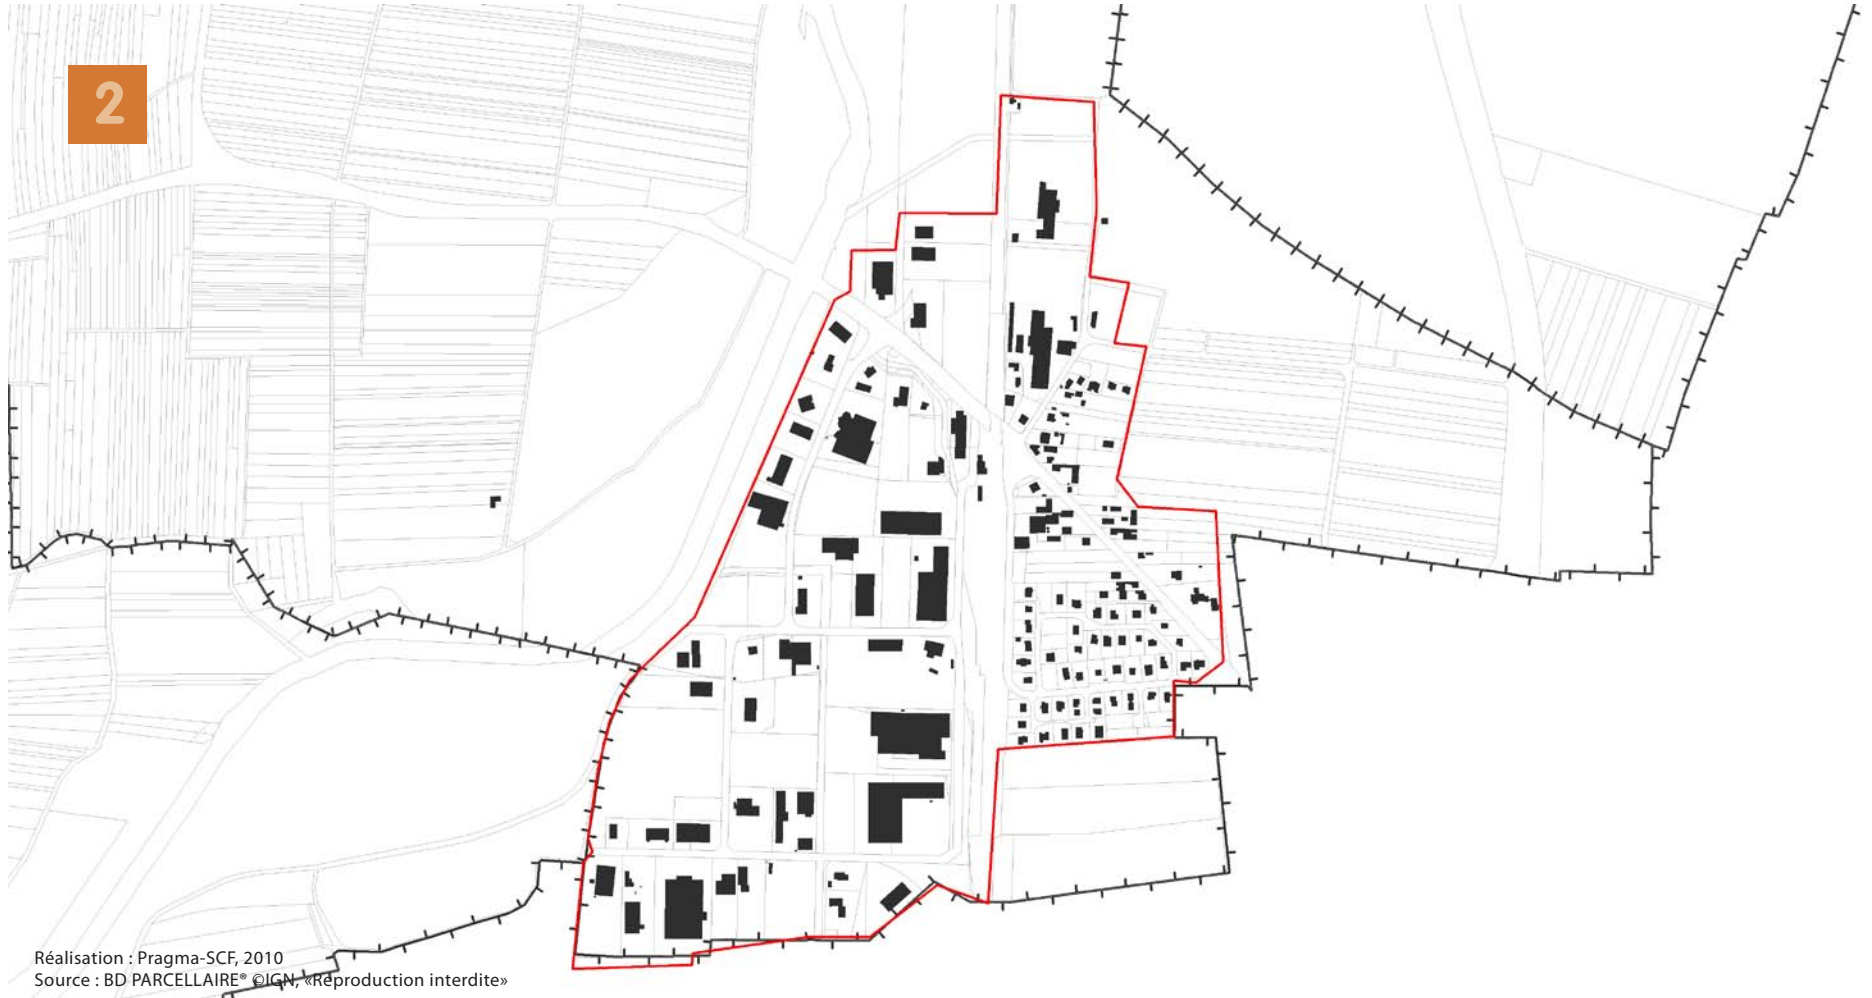 2
Réalisation : Pragma-SCF, 2010
Source : BD PARCELLAIRE® ©IGN, «Reproduction interdite»